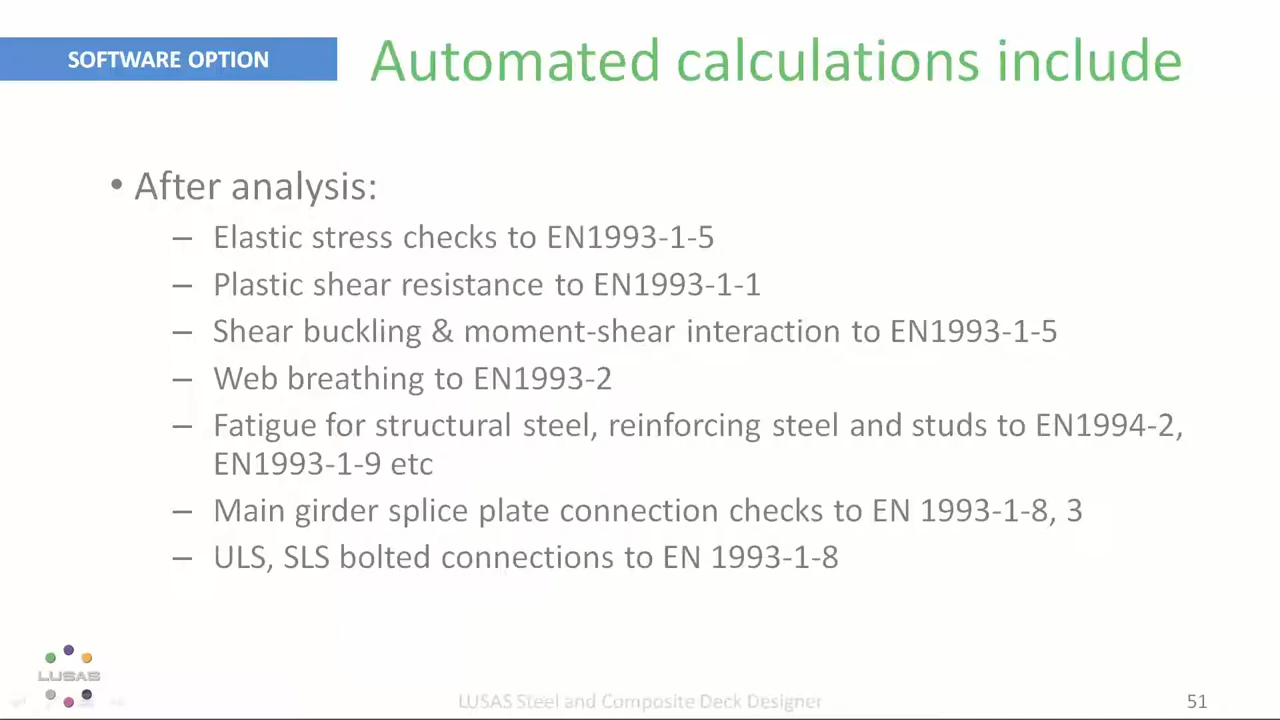 SOFTWARE OPTION
Automated calculations include
• After analysis:
– Elastic stress checks to EN1993-1-5
– Plastic shear resistance to EN1993-1-1
– Shear buckling & moment-shear interaction to EN1993-1-5
– Web breathing to EN1993-2
– Fatigue for structural steel, reinforcing steel and studs to EN1994-2,
EN1993-1-9 etc
– Main girder splice plate connection checks to EN 1993-1-8, 3
– ULS, SLS bolted connections to EN 1993-1-8
LUSAS
LUSAS Steel and Composite Deck Designer
51